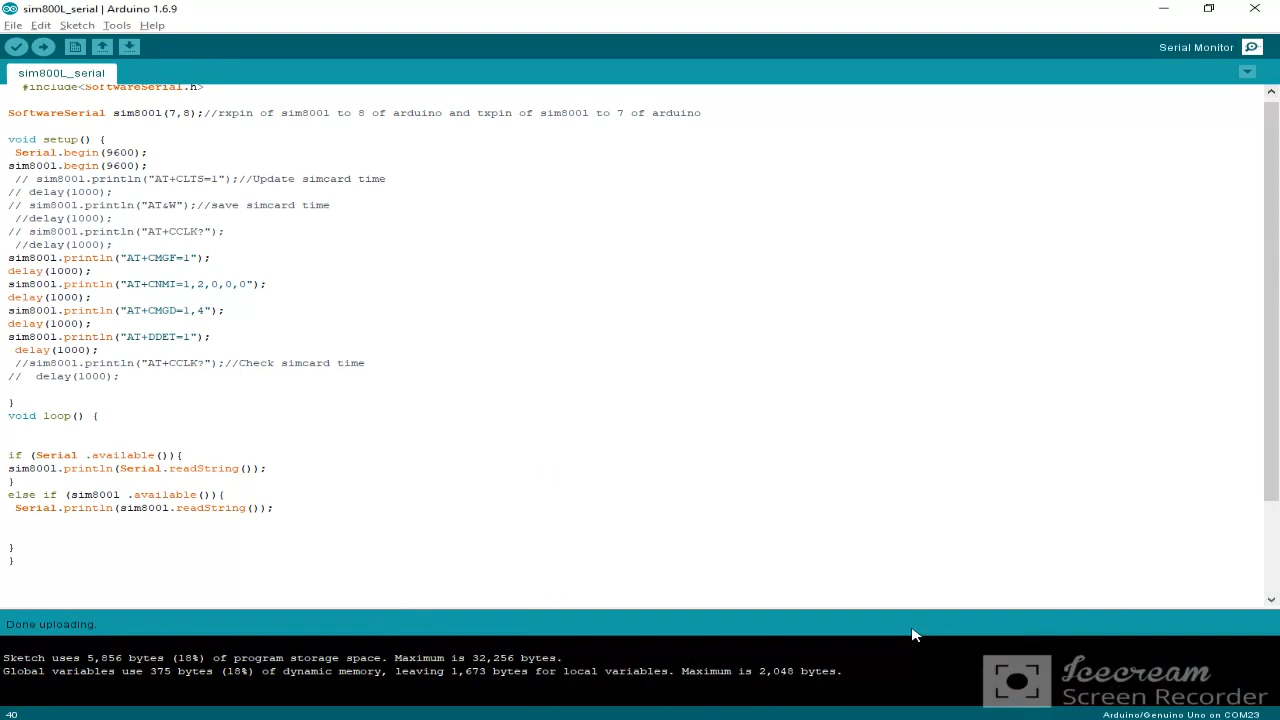 sim800L_serial | Arduino 1.6.9
File Edit Sketch Tools Help
Serial Monitor
sim800L_serial
#include<SoftwareSerial.h>
SoftwareSerial sim800l(7,8);//rxpin of sim800l to 8 of arduino and txpin of sim800l to 7 of arduino
void setup() {
Serial.begin(9600);
sim800l.begin(9600);
// sim800l.println("AT+CLTS=1");//Update simcard time
// delay(1000);
// sim800l.println("AT&W");//save simcard time
//delay(1000);
// sim800l.println("AT+CCLK?");
//delay(1000);
sim800l.println("AT+CMGF=1");
delay(1000);
sim800l.println("AT+CNMI=1,2,0,0,0");
delay(1000);
sim800l.println("AT+CMGD=1,4");
delay(1000);
sim800l.println("AT+DDET=1");
delay(1000);
//sim800l.println("AT+CCLK?");//Check simcard time
// delay(1000);
}
void loop() {
if (Serial .available()){
sim800l.println(Serial.readString());
}
else if (sim800l .available()){
Serial.println(sim800l.readString());
}
}
Done uploading.
Sketch uses 5,856 bytes (18%) of program storage space. Maximum is 32,256 bytes.
Global variables use 375 bytes (18%) of dynamic memory, leaving 1,673 bytes for local variables. Maximum is 2,048 bytes.
Icecream
Screen Recorder
40
Arduino/Genuino Uno on COM23